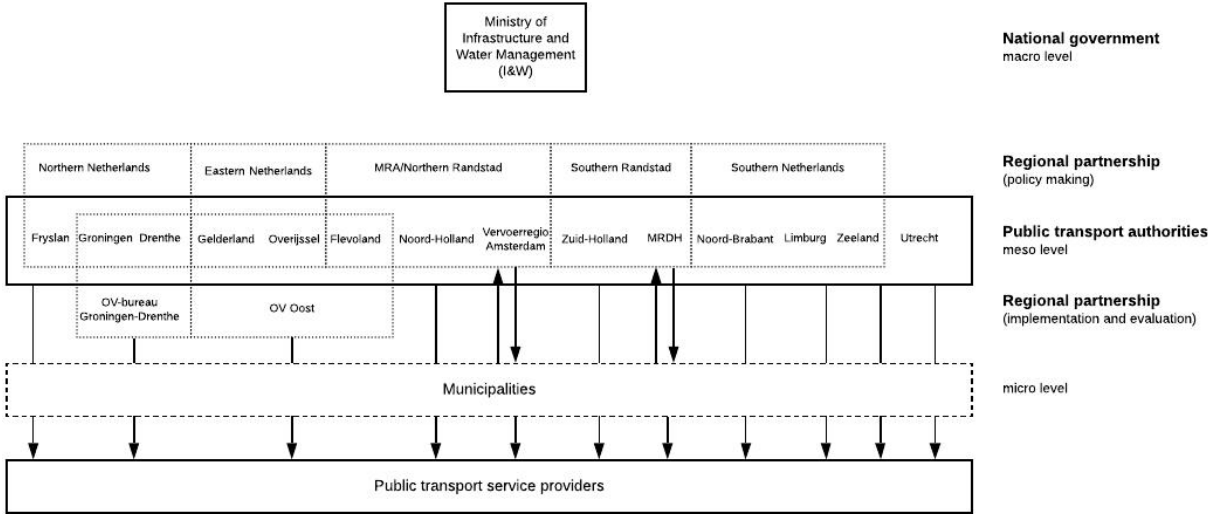 Ministry of
Infrastructure and
Water Management
(I&W)
National government
macro level
Northern Netherlands
Eastern Netherlands
MRA/Northern Randstad
Southern Randstad
Southern Netherlands
Regional partnership
(policy making)
Fryslan
Groningen
Drenthe
Gelderland
Overijssel
Flevoland
Noord-Holland
Vervoerregio
Amsterdam
Zuid-Holland
MRDH
Noord-Brabant
Limburg
Zeeland
Utrecht
Public transport authorities
meso level
OV-bureau
Groningen-Drenthe
OV Oost
Regional partnership
(implementation and evaluation)
Municipalities
micro level
Public transport service providers